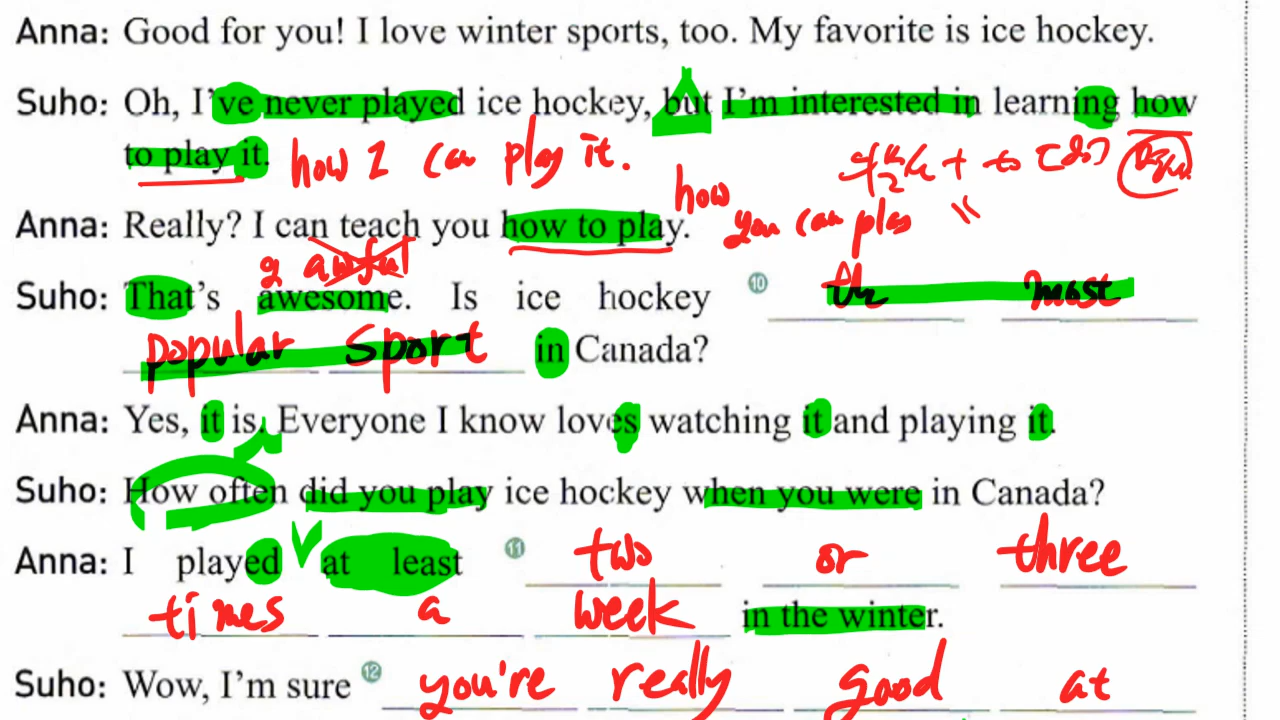 Anna: Good for you! I love winter sports, too. My favorite is ice hockey.
Suho: Oh, I've never played ice hockey, but I'm interested in learning how
to play it. how I can play it.
how
+ to
Anna: Really? I can teach you how to play. you can play "
awful
Suho: That's awesome. Is ice hockey ⑩ the most
popular sport in Canada?
Anna: Yes, it is. Everyone I know loves watching it and playing it.
Suho: How often did you play ice hockey when you were in Canada?
Anna: I played at least ⑪ two or three
times a week in the winter.
Suho: Wow, I'm sure ⑫ you're really good at